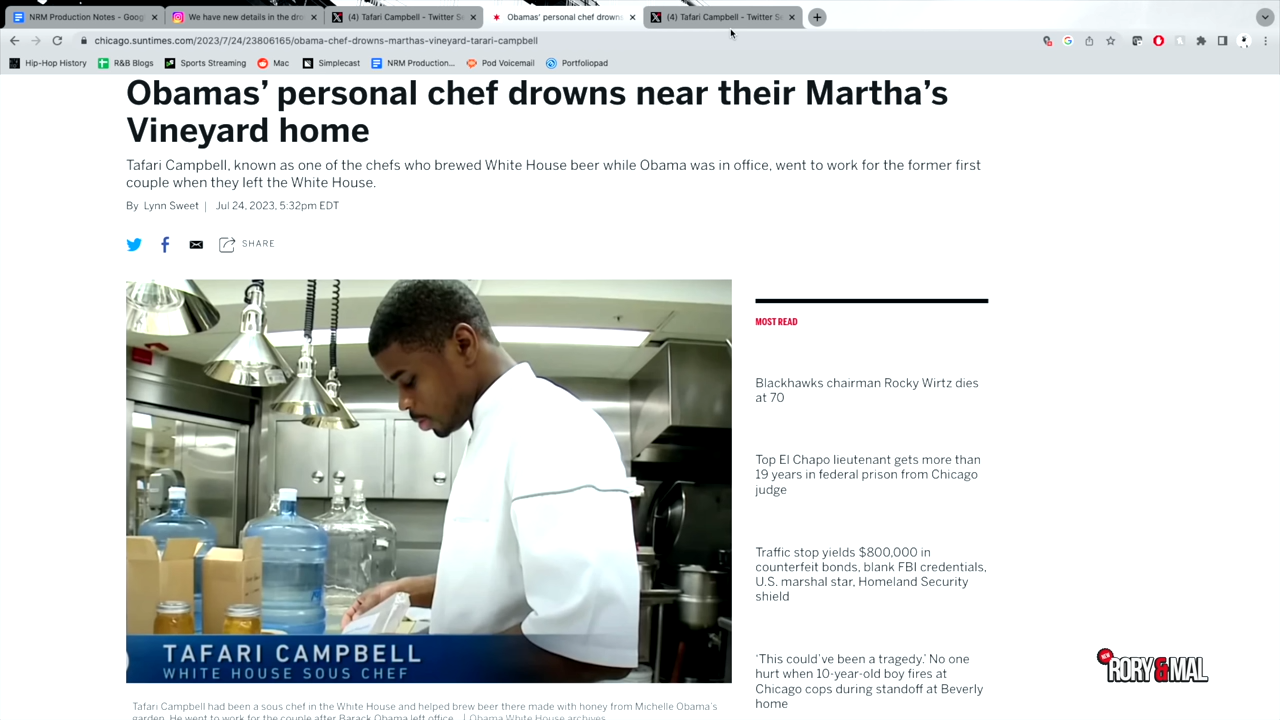 NRM Production Notes - Goog
We have new details in the dro
(4) Tafari Campbell - Twitter S
Obamas' personal chef drowns
(4) Tafari Campbell - Twitter S
chicago.suntimes.com/2023/7/24/23806165/obama-chef-drowns-marthas-vineyard-tarari-campbell
Hip-Hop History
R&B Blogs
Sports Streaming
Mac
Simplecast
NRM Production...
Pod Voicemail
Portfoliopad
Obamas' personal chef drowns near their Martha's
Vineyard home
Tafari Campbell, known as one of the chefs who brewed White House beer while Obama was in office, went to work for the former first
couple when they left the White House.
By Lynn Sweet | Jul 24, 2023, 5:32pm EDT
SHARE
MOST READ
Blackhawks chairman Rocky Wirtz dies
at 70
Top El Chapo lieutenant gets more than
19 years in federal prison from Chicago
judge
Traffic stop yields $800,000 in
counterfeit bonds, blank FBI credentials,
U.S. marshal star, Homeland Security
shield
'This could've been a tragedy.' No one
hurt when 10-year-old boy fires at
Chicago cops during standoff at Beverly
home
TAFARI CAMPBELL
WHITE HOUSE SOUS CHEF
Tafari Campbell had been a sous chef in the White House and helped brew beer there made with honey from Michelle Obama's
garden. He went to work for the couple after Barack Obama left office. | Obama White House archives
NEW
RORY & MAL